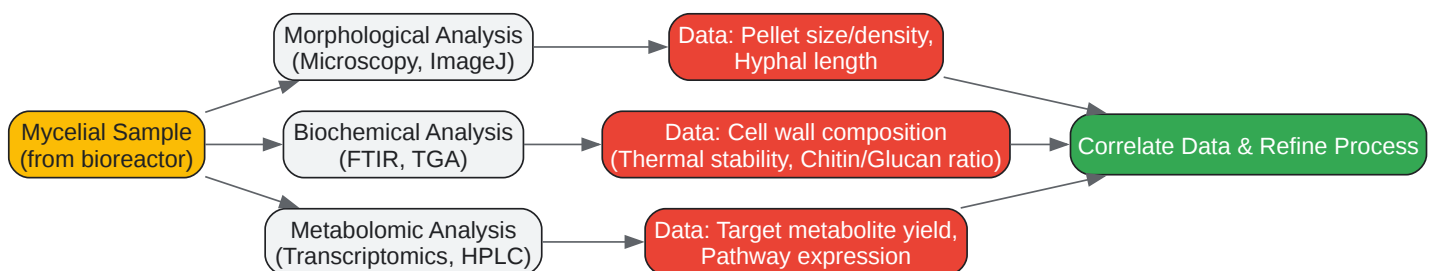 Mycelial Sample
(from bioreactor)
Morphological Analysis
(Microscopy, ImageJ)
Data: Pellet size/density,
Hyphal length
Biochemical Analysis
(FTIR, TGA)
Data: Cell wall composition
(Thermal stability, Chitin/Glucan ratio)
Metabolomic Analysis
(Transcriptomics, HPLC)
Data: Target metabolite yield,
Pathway expression
Correlate Data & Refine Process